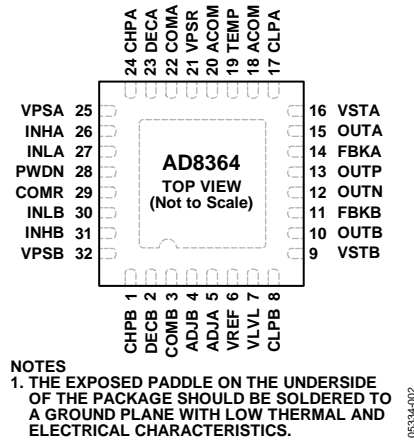 24 CHPA
23 DECA
22 COMA
21 VPSR
20 ACOM
19 TEMP
18 ACOM
17 CLPA
VPSA 25
INHA 26
INLA 27
PWDN 28
COMR 29
INLB 30
INHB 31
VPSB 32
AD8364
TOP VIEW
(Not to Scale)
16 VSTA
15 OUTA
14 FBKA
13 OUTP
12 OUTN
11 FBKB
10 OUTB
9 VSTB
CHPB 1
DECB 2
COMB 3
ADJB 4
ADJA 5
VREF 6
VLVL 7
CLPB 8
NOTES
1. THE EXPOSED PADDLE ON THE UNDERSIDE
OF THE PACKAGE SHOULD BE SOLDERED TO
A GROUND PLANE WITH LOW THERMAL AND
ELECTRICAL CHARACTERISTICS.
05334-002